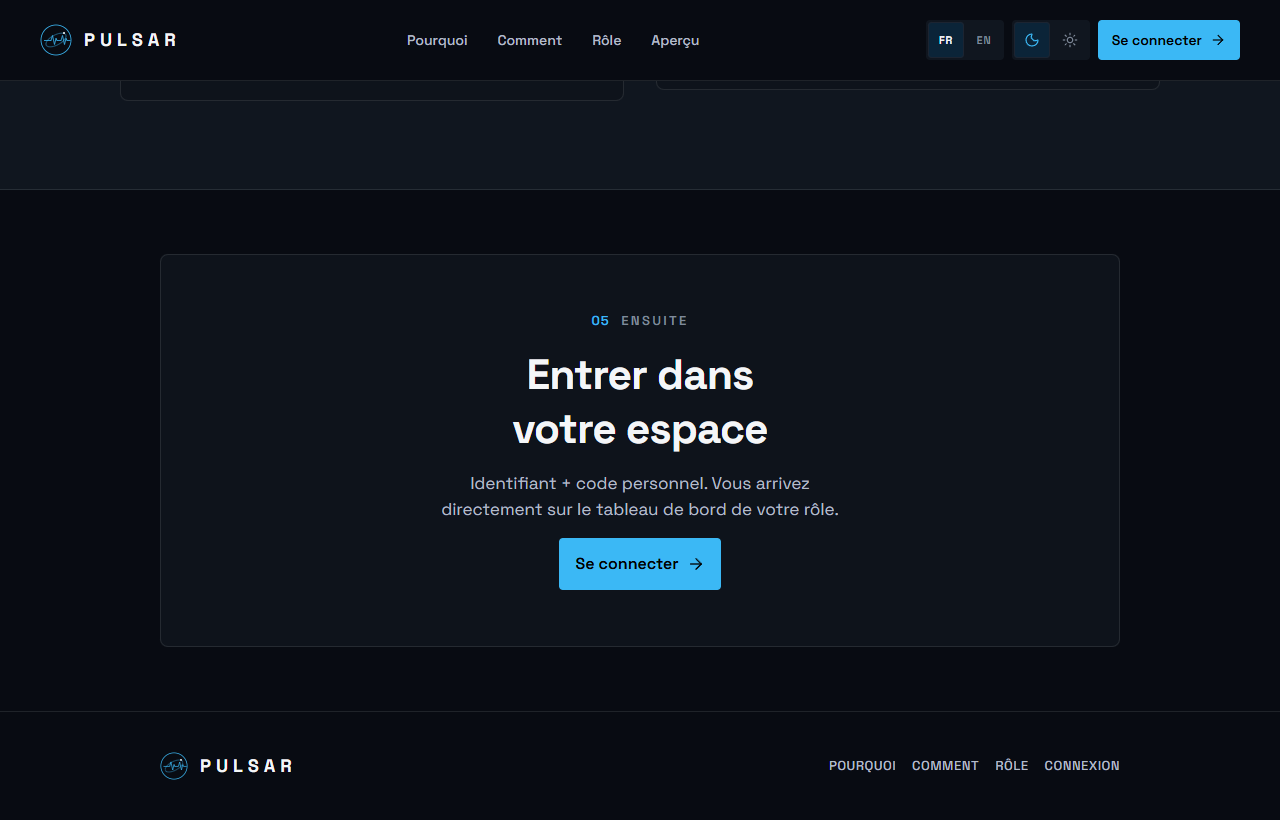 PULSAR
Pourquoi Comment Rôle Aperçu
FR EN
Se connecter
05 ENSUITE
Entrer dans
votre espace
Identifiant + code personnel. Vous arrivez
directement sur le tableau de bord de votre rôle.
Se connecter
PULSAR
POURQUOI COMMENT RÔLE CONNEXION